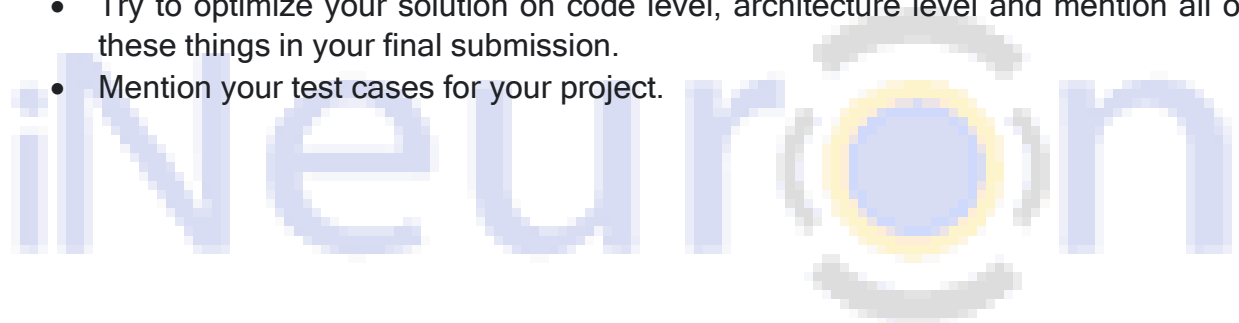 • Try to optimize your solution on code level, architecture level and mention all o
these things in your final submission.
• Mention your test cases for your project.
iNeuron